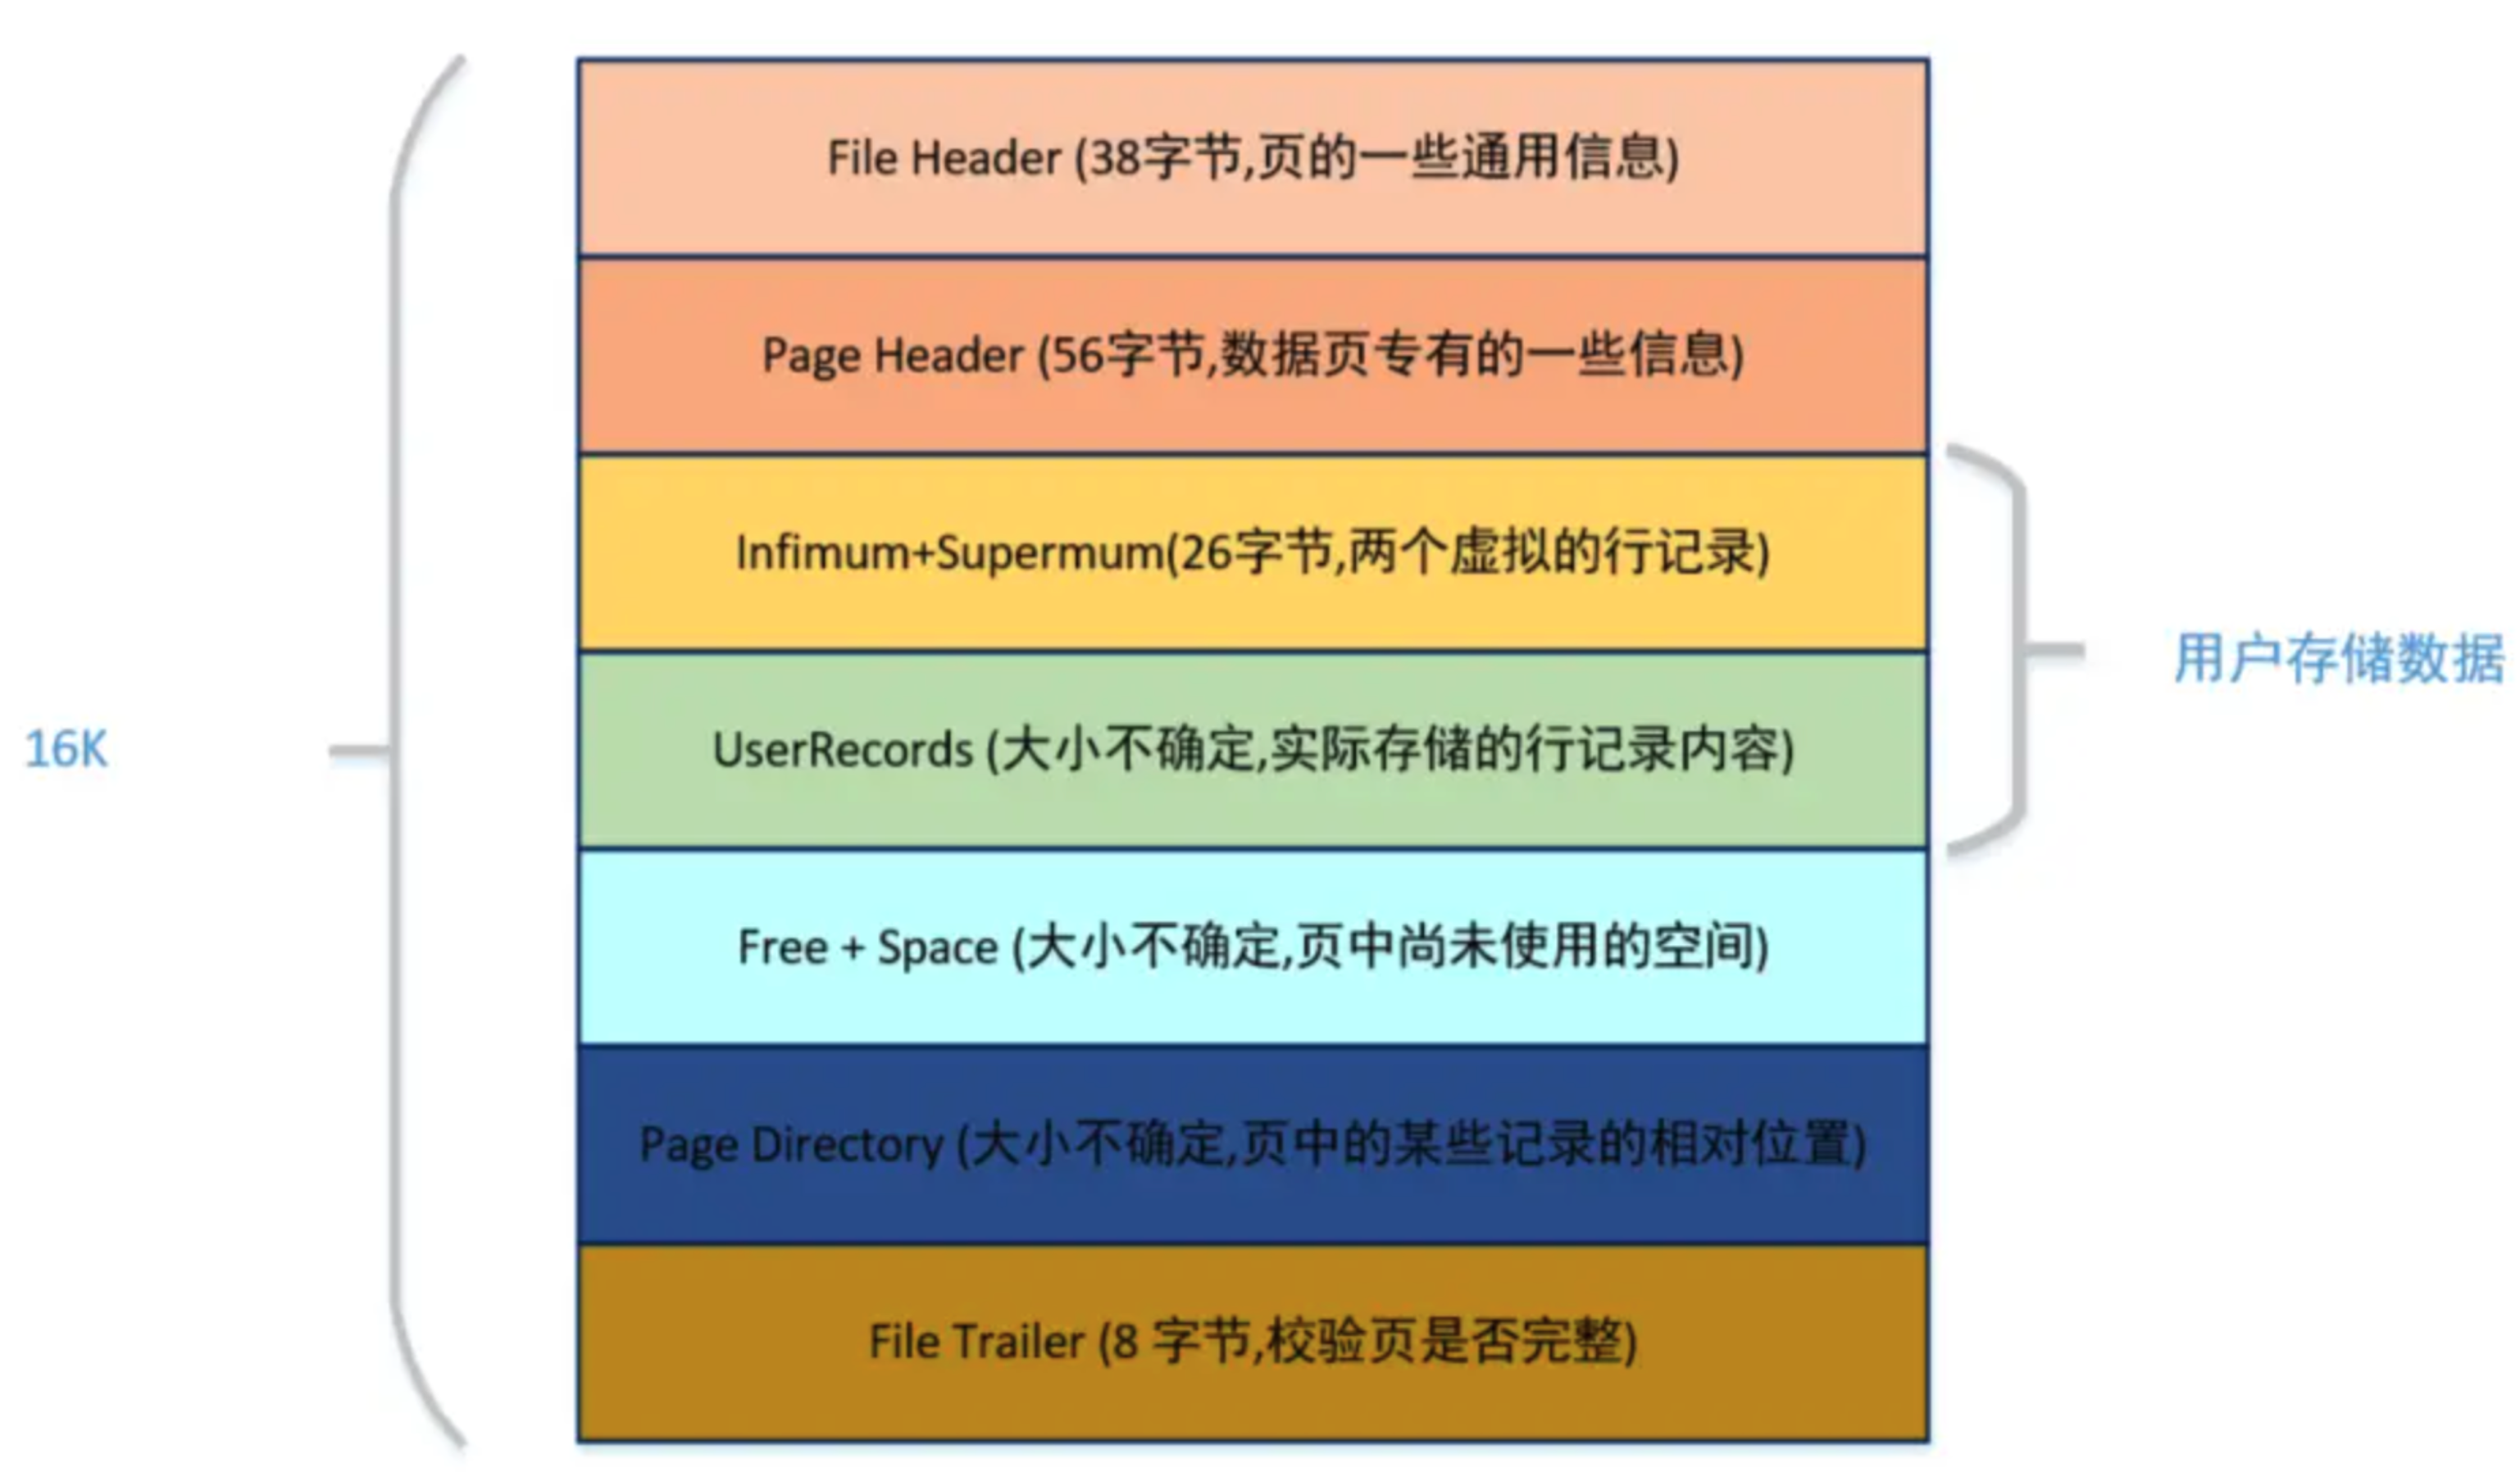 File Header (38字节,页的一些通用信息)
Page Header (56字节,数据页专有的一些信息)
Infimum+Supermum(26字节,两个虚拟的行记录)
用户存储数据
UserRecords (大小不确定,实际存储的行记录内容)
16K
Free + Space (大小不确定,页中尚未使用的空间)
Page Directory (大小不确定,页中的某些记录的相对位置)
File Trailer (8 字节,校验页是否完整)